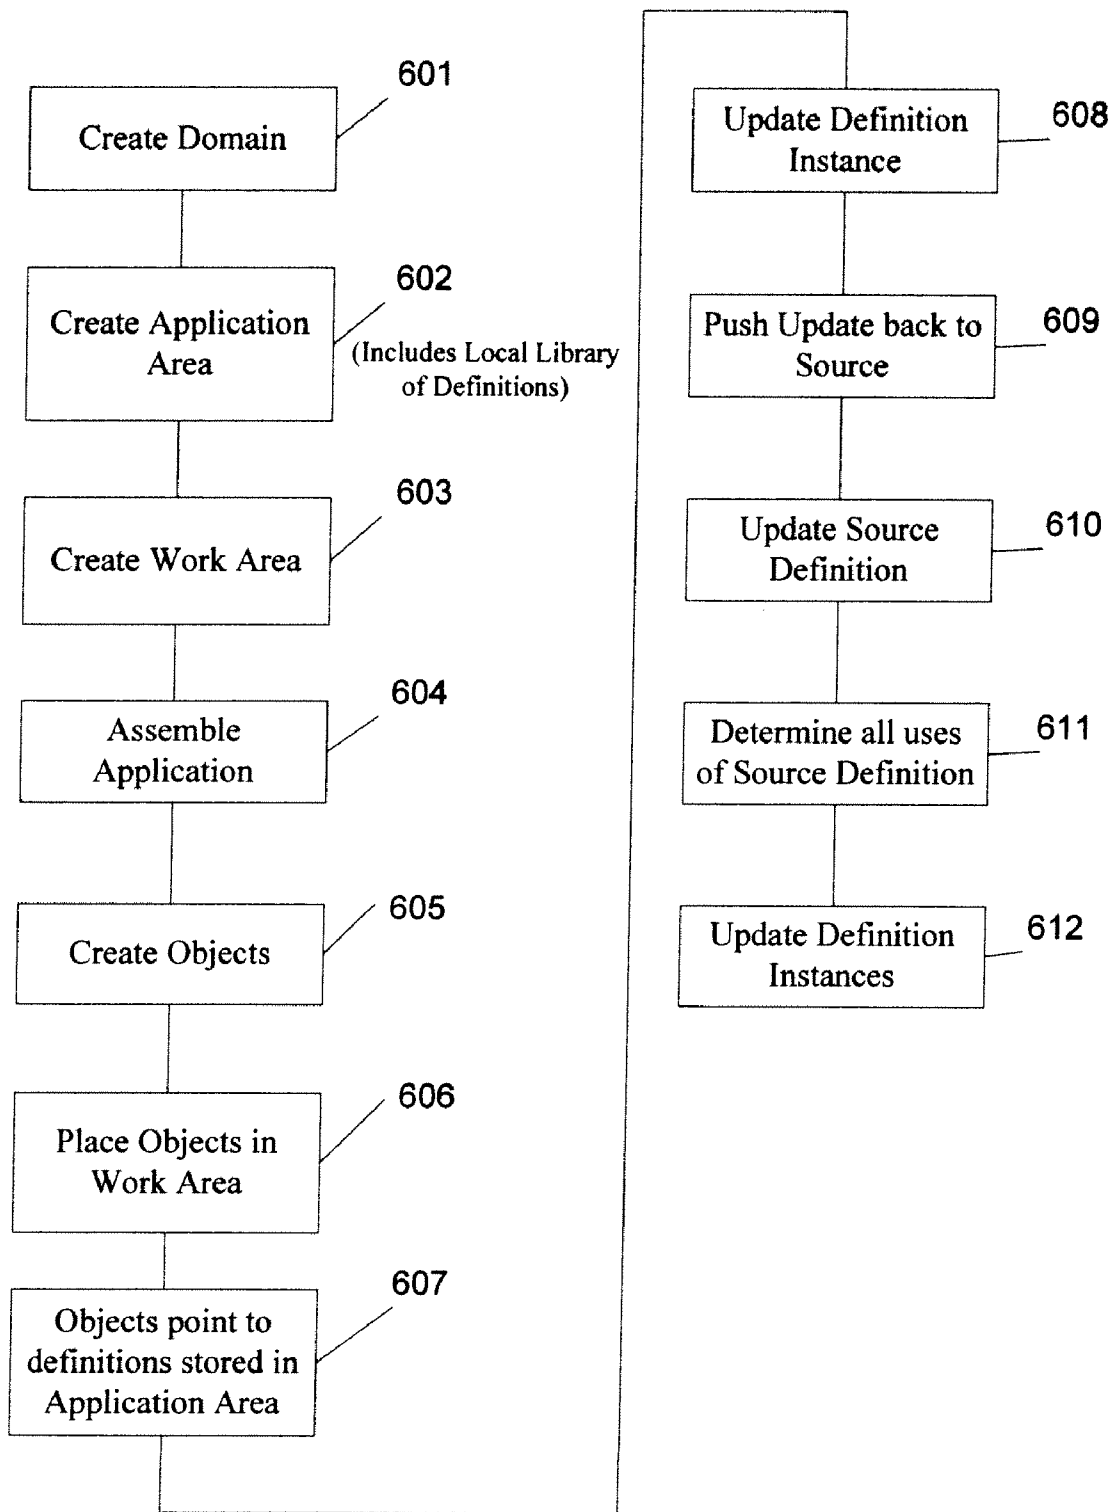 601
Create Domain
602
Create Application
Area
(Includes Local Library
of Definitions)
603
Create Work Area
604
Assemble
Application
605
Create Objects
606
Place Objects in
Work Area
607
Objects point to
definitions stored in
Application Area
608
Update Definition
Instance
609
Push Update back to
Source
610
Update Source
Definition
611
Determine all uses
of Source Definition
612
Update Definition
Instances